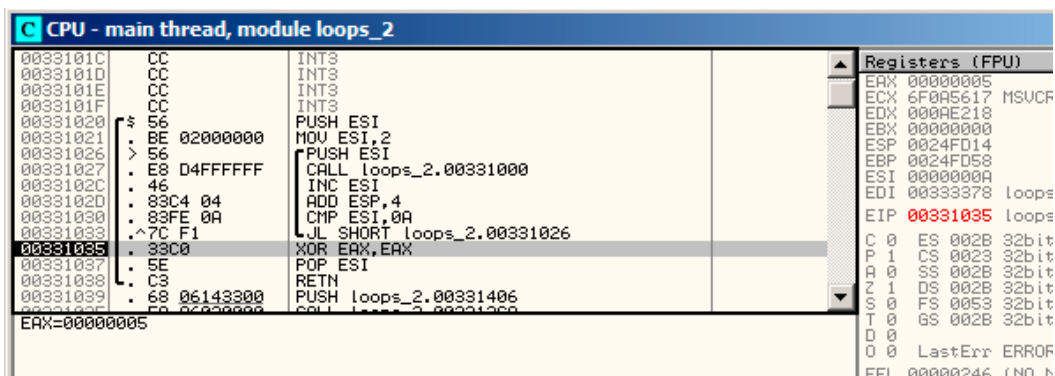 C CPU - main thread, module loops_2
0033101C CC INT3
0033101D CC INT3
0033101E CC INT3
0033101F CC INT3
00331020 $ 56 PUSH ESI
00331021 . BE 02000000 MOV ESI,2
00331026 > 56 PUSH ESI
00331027 . E8 D4FFFFFF CALL loops_2.00331000
0033102C . 46 INC ESI
0033102D . 83C4 04 ADD ESP,4
00331030 . 83FE 0A CMP ESI,0A
00331033 .^7C F1 JL SHORT loops_2.00331026
00331035 . 33C0 XOR EAX,EAX
00331037 . 5E POP ESI
00331038 . C3 RETN
00331039 . 68 06143300 PUSH loops_2.00331406
EAX=00000005
Registers (FPU)
EAX 00000005
ECX 6F0A5617 MSVCR
EDX 000AE218
EBX 00000000
ESP 0024FD14
EBP 0024FD58
ESI 0000000A
EDI 00333378 loops
EIP 00331035 loops
C 0 ES 002B 32bit
P 1 CS 0023 32bit
A 0 SS 002B 32bit
Z 1 DS 002B 32bit
S 0 FS 0053 32bit
T 0 GS 002B 32bit
D 0
O 0 LastErr ERROR
EFL 00000246 (NO,N